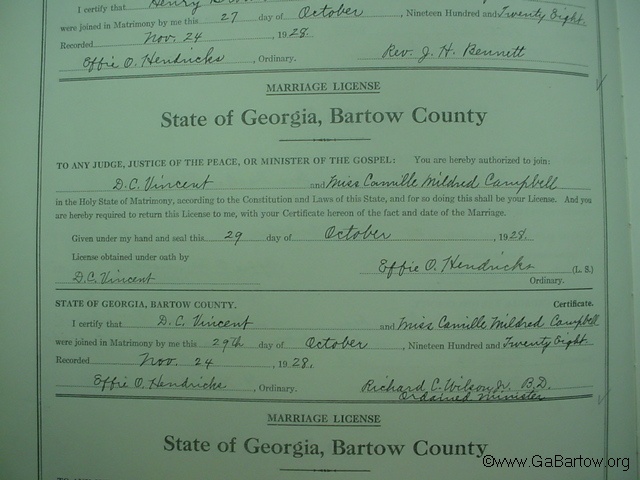 I certify that Henry
were joined in Matrimony by me this 27 day of October, Nineteen Hundred and Twenty Eight.
Recorded Nov. 24 , 1928.
Effie O. Hendricks , Ordinary. Rev. J. H. Bennett
MARRIAGE LICENSE
State of Georgia, Bartow County
TO ANY JUDGE, JUSTICE OF THE PEACE, OR MINISTER OF THE GOSPEL: You are hereby authorized to join:
D.C. Vincent and Miss Camille Mildred Campbell
in the Holy State of Matrimony, according to the Constitution and Laws of this State, and for so doing this shall be your License. And you
are hereby required to return this License to me, with your Certificate hereon of the fact and date of the Marriage.
Given under my hand and seal this 29 day of October , 1928.
License obtained under oath by
Effie O. Hendricks (L. S.)
D.C. Vincent Ordinary.
STATE OF GEORGIA, BARTOW COUNTY. Certificate.
I certify that D. C. Vincent and Miss Camille Mildred Campbell
were joined in Matrimony by me this 29th day of October , Nineteen Hundred and Twenty Eight
Recorded Nov. 24 , 1928.
Effie O. Hendricks , Ordinary. Richard C. Wilson Jr. B.D.
Ordained Minister
MARRIAGE LICENSE
State of Georgia, Bartow County
©www.GaBartow.org